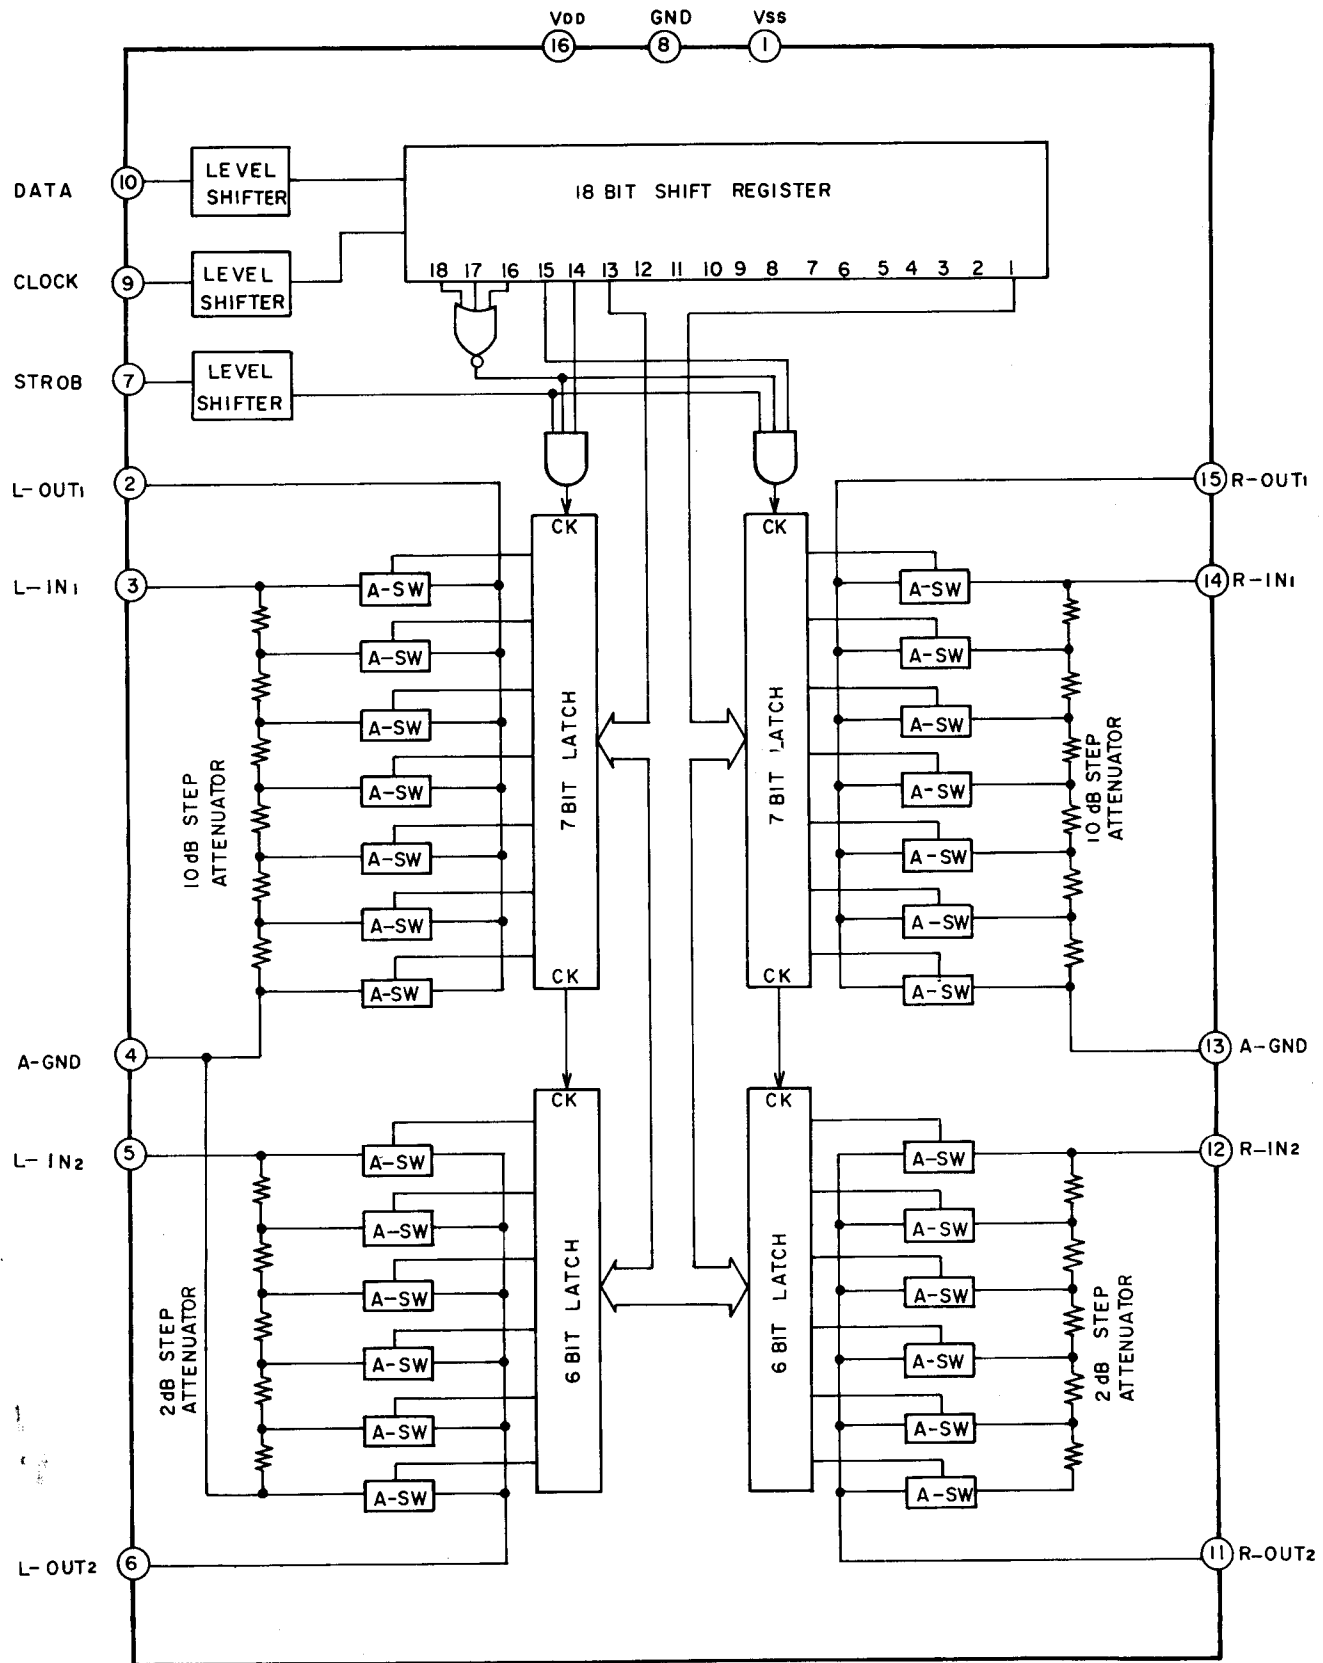 VDD GND VSS
16 8 1
DATA 10 LEVEL SHIFTER
18 BIT SHIFT REGISTER
18 17 16 15 14 13 12 11 10 9 8 7 6 5 4 3 2 1
CLOCK 9 LEVEL SHIFTER
STROB 7 LEVEL SHIFTER
L-OUT1 2
15 R-OUT1
CK CK
L-IN1 3 A-SW
A-SW 14 R-IN1
A-SW A-SW
A-SW A-SW
A-SW A-SW
A-SW A-SW
A-SW A-SW
A-SW A-SW
10dB STEP ATTENUATOR
7 BIT LATCH
7 BIT LATCH
10 dB STEP ATTENUATOR
CK CK
A-GND 4
13 A-GND
CK CK
L-IN2 5 A-SW
A-SW 12 R-IN2
A-SW A-SW
A-SW A-SW
A-SW A-SW
A-SW A-SW
A-SW A-SW
2dB STEP ATTENUATOR
6 BIT LATCH
6 BIT LATCH
2dB STEP ATTENUATOR
L-OUT2 6
11 R-OUT2